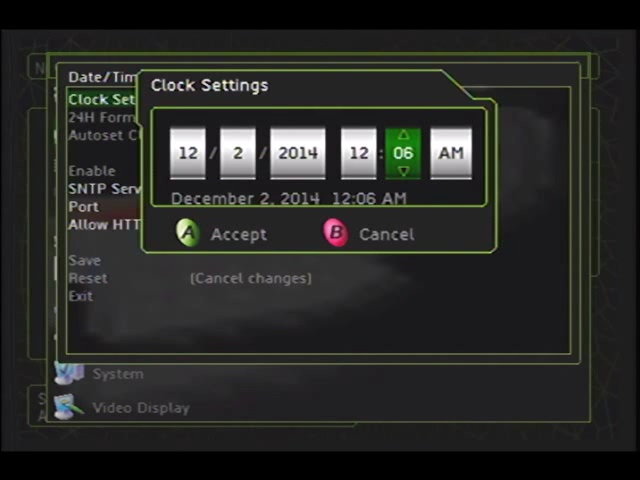 N
Date/Tim
Clock Settings
Clock Set
24H Form
Autoset C
12 / 2 / 2014 12 : 06 AM
Enable
SNTP Serv
December 2, 2014 12:06 AM
Port
Allow HTT
A Accept B Cancel
Save
Reset (Cancel changes)
Exit
System
S
A
Video Display